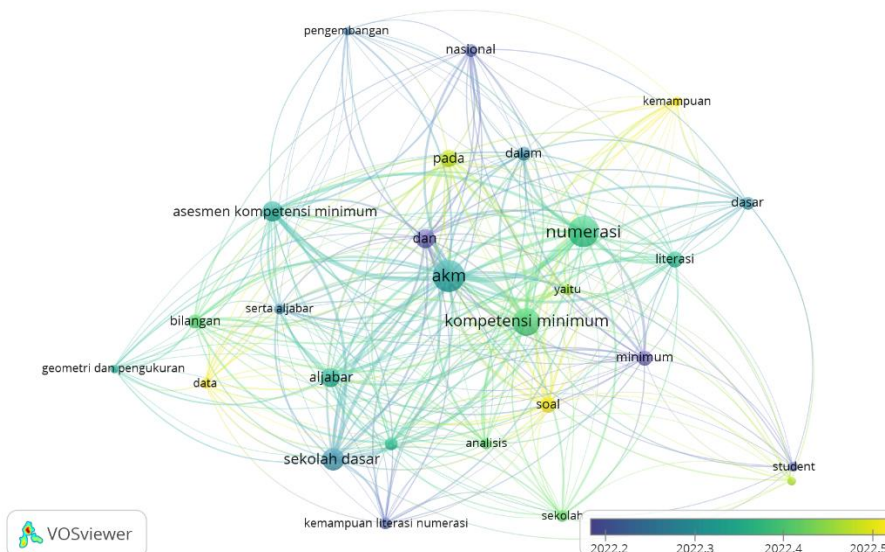 pengembangan
nasional
kemampuan
pada
dalam
dasar
asesmen kompetensi minimum
dan
numerasi
literasi
akm
yaitu
serta aljabar
bilangan
kompetensi minimum
minimum
geometri dan pengukuran
data
aljabar
soal
analisis
sekolah dasar
student
kemampuan literasi numerasi
sekolah
VOSviewer
2022.2 2022.3 2022.4 2022.5